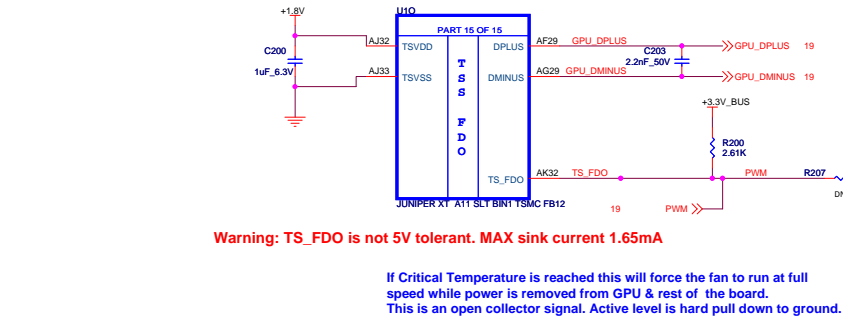 +1.8V
U1O
PART 15 OF 15
AJ32
TSVDD
DPLUS
AF29
GPU_DPLUS
GPU_DPLUS 19
C200
1uF_6.3V
C203
2.2nF_50V
AJ33
TSVSS
DMINUS
AG29
GPU_DMINUS
GPU_DMINUS 19
TSS FDO
+3.3V_BUS
R200
2.61K
TS_FDO
AK32
TS_FDO
PWM
R207
JUNIPER XT A11 SLT BIN1 TSMC FB12
19
PWM
Warning: TS_FDO is not 5V tolerant. MAX sink current 1.65mA
If Critical Temperature is reached this will force the fan to run at full
speed while power is removed from GPU & rest of the board.
This is an open collector signal. Active level is hard pull down to ground.